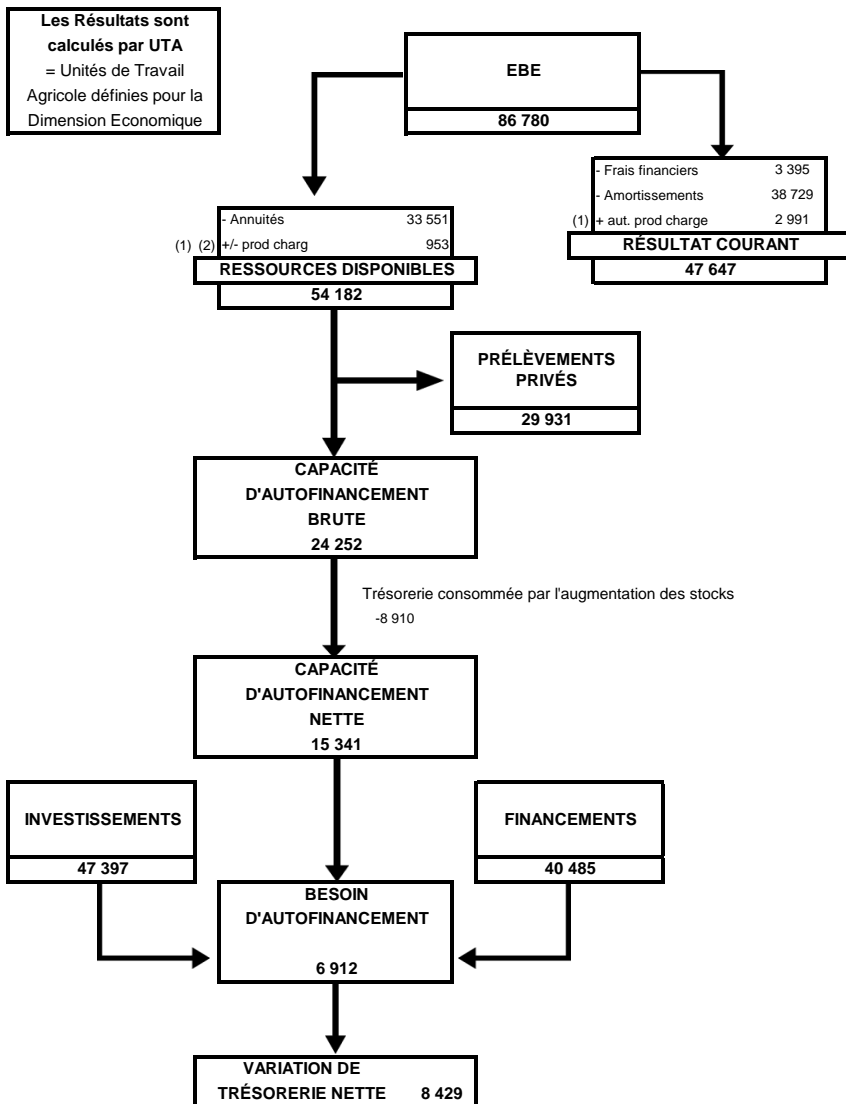 Les Résultats sont
calculés par UTA
= Unités de Travail
Agricole définies pour la
Dimension Economique
EBE
86 780
- Frais financiers 3 395
- Amortissements 38 729
(1) + aut. prod charge 2 991
RÉSULTAT COURANT
47 647
- Annuités 33 551
(1) (2) +/- prod charg 953
RESSOURCES DISPONIBLES
54 182
PRÉLÈVEMENTS
PRIVÉS
29 931
CAPACITÉ
D'AUTOFINANCEMENT
BRUTE
24 252
Trésorerie consommée par l'augmentation des stocks
-8 910
CAPACITÉ
D'AUTOFINANCEMENT
NETTE
15 341
INVESTISSEMENTS
47 397
FINANCEMENTS
40 485
BESOIN
D'AUTOFINANCEMENT
6 912
VARIATION DE
TRÉSORERIE NETTE 8 429